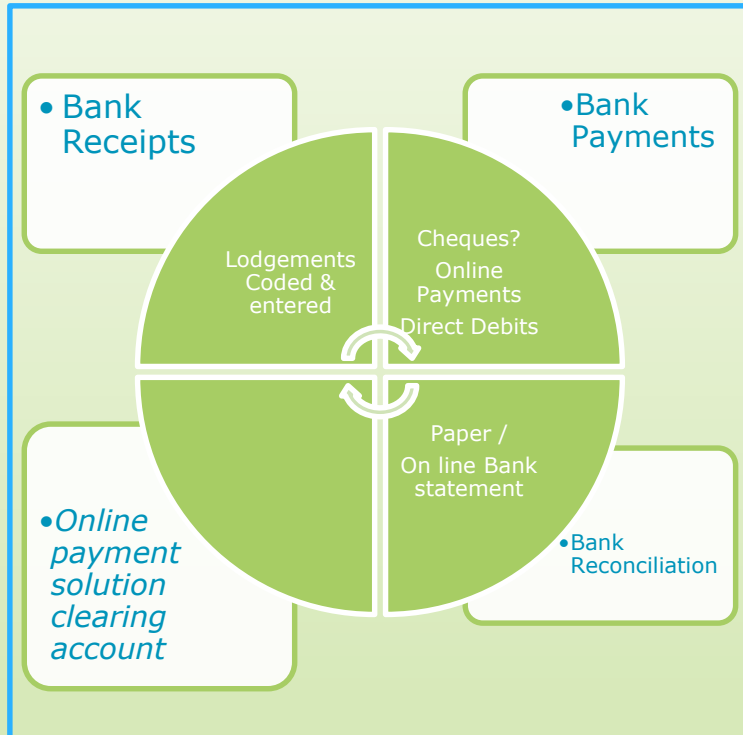 • Bank
Receipts
•Bank
Payments
Lodgements
Coded &
entered
Cheques?
Online
Payments
Direct Debits
•Online
payment
solution
clearing
account
Paper /
On line Bank
statement
•Bank
Reconciliation